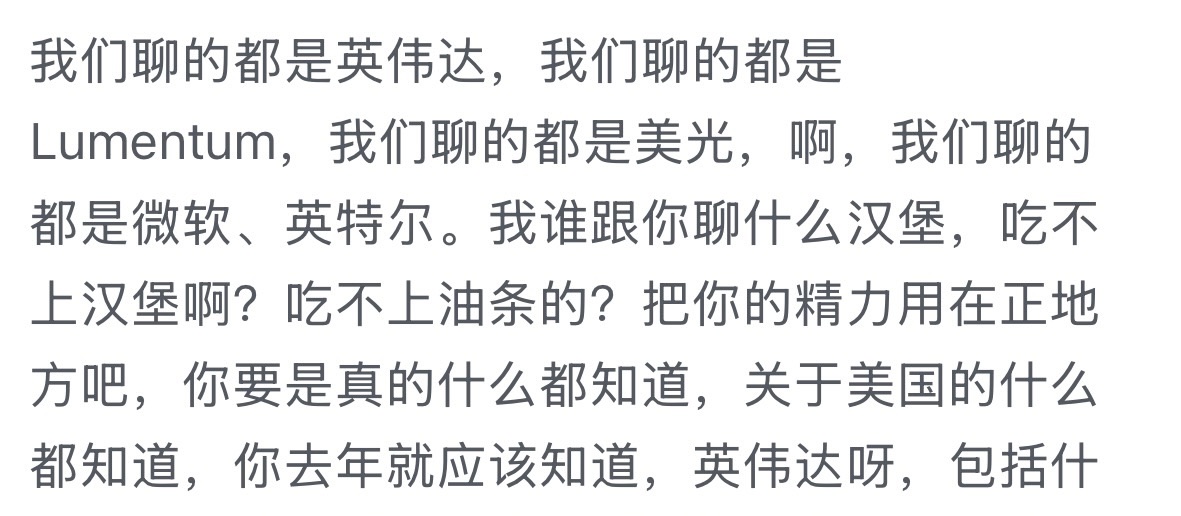 我们聊的都是英伟达，我们聊的都是
Lumentum，我们聊的都是美光，啊，我们聊的
都是微软、英特尔。我谁跟你聊什么汉堡，吃不
上汉堡啊？吃不上油条的？把你的精力用在正地
方吧，你要是真的什么都知道，关于美国的什么
都知道，你去年就应该知道，英伟达呀，包括什